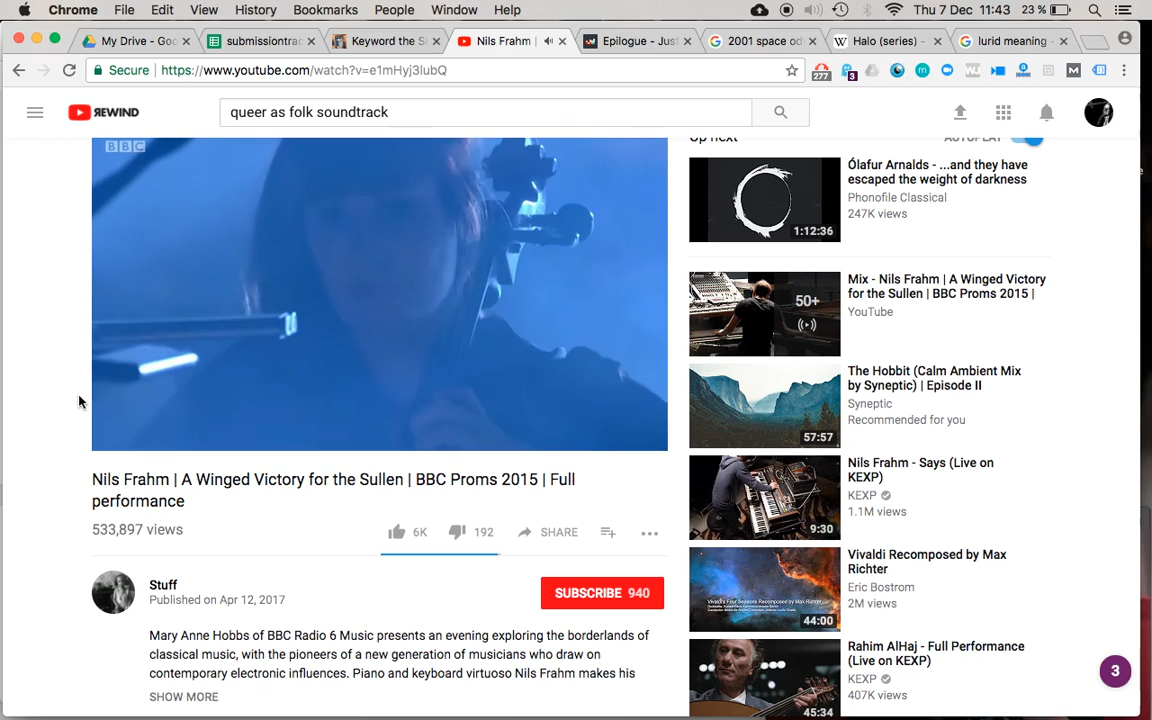 Chrome File Edit View History Bookmarks People Window Help Thu 7 Dec 11:43 23 %
My Drive - Goo submissiontrac Keyword the S Nils Frahm | Epilogue - Just 2001 space od Halo (series) - lurid meaning -
Secure | https://www.youtube.com/watch?v=e1mHyj3lubQ 277 3
REWIND queer as folk soundtrack
BBC
Up next AUTOPLAY
Ólafur Arnalds - ...and they have
escaped the weight of darkness
Phonofile Classical
247K views
1:12:36
Mix - Nils Frahm | A Winged Victory
for the Sullen | BBC Proms 2015 |
YouTube
50+
The Hobbit (Calm Ambient Mix
by Syneptic) | Episode II
Syneptic
Recommended for you
57:57
Nils Frahm - Says (Live on
KEXP)
KEXP
1.1M views
9:30
Vivaldi Recomposed by Max
Richter
Eric Bostrom
2M views
44:00
Rahim AlHaj - Full Performance
(Live on KEXP)
KEXP
407K views
45:34
3
Nils Frahm | A Winged Victory for the Sullen | BBC Proms 2015 | Full
performance
533,897 views
6K 192 SHARE
Stuff
Published on Apr 12, 2017
SUBSCRIBE 940
Mary Anne Hobbs of BBC Radio 6 Music presents an evening exploring the borderlands of
classical music, with the pioneers of a new generation of musicians who draw on
contemporary electronic influences. Piano and keyboard virtuoso Nils Frahm makes his
SHOW MORE